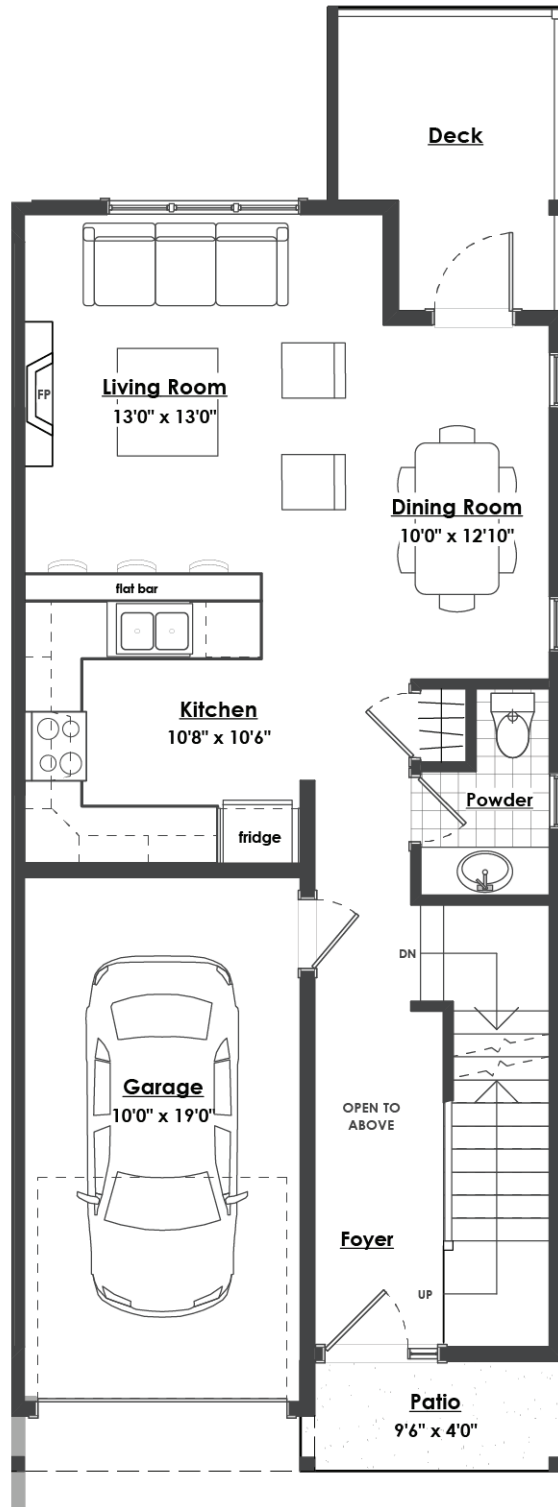 Deck
Living Room
13'0" x 13'0"
FP
Dining Room
10'0" x 12'10"
flat bar
Kitchen
10'8" x 10'6"
Powder
fridge
DN
Garage
10'0" x 19'0"
OPEN TO
ABOVE
Foyer
UP
Patio
9'6" x 4'0"